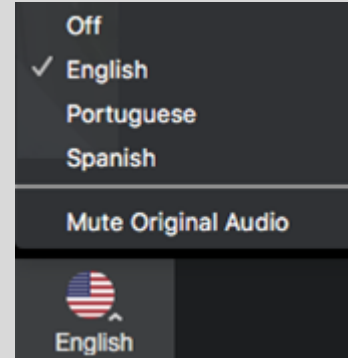 Off
English
Portuguese
Spanish
Mute Original Audio
English